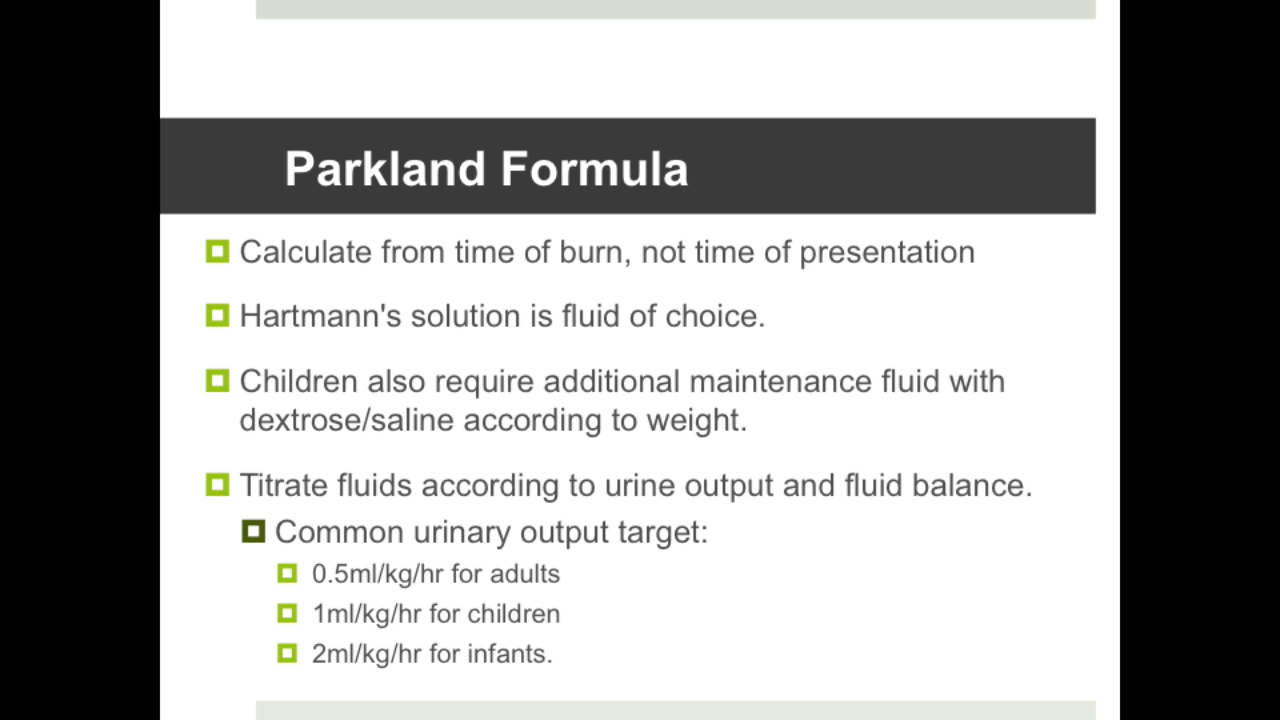 Parkland Formula
Calculate from time of burn, not time of presentation
Hartmann's solution is fluid of choice.
Children also require additional maintenance fluid with
dextrose/saline according to weight.
Titrate fluids according to urine output and fluid balance.
Common urinary output target:
0.5ml/kg/hr for adults
1ml/kg/hr for children
2ml/kg/hr for infants.